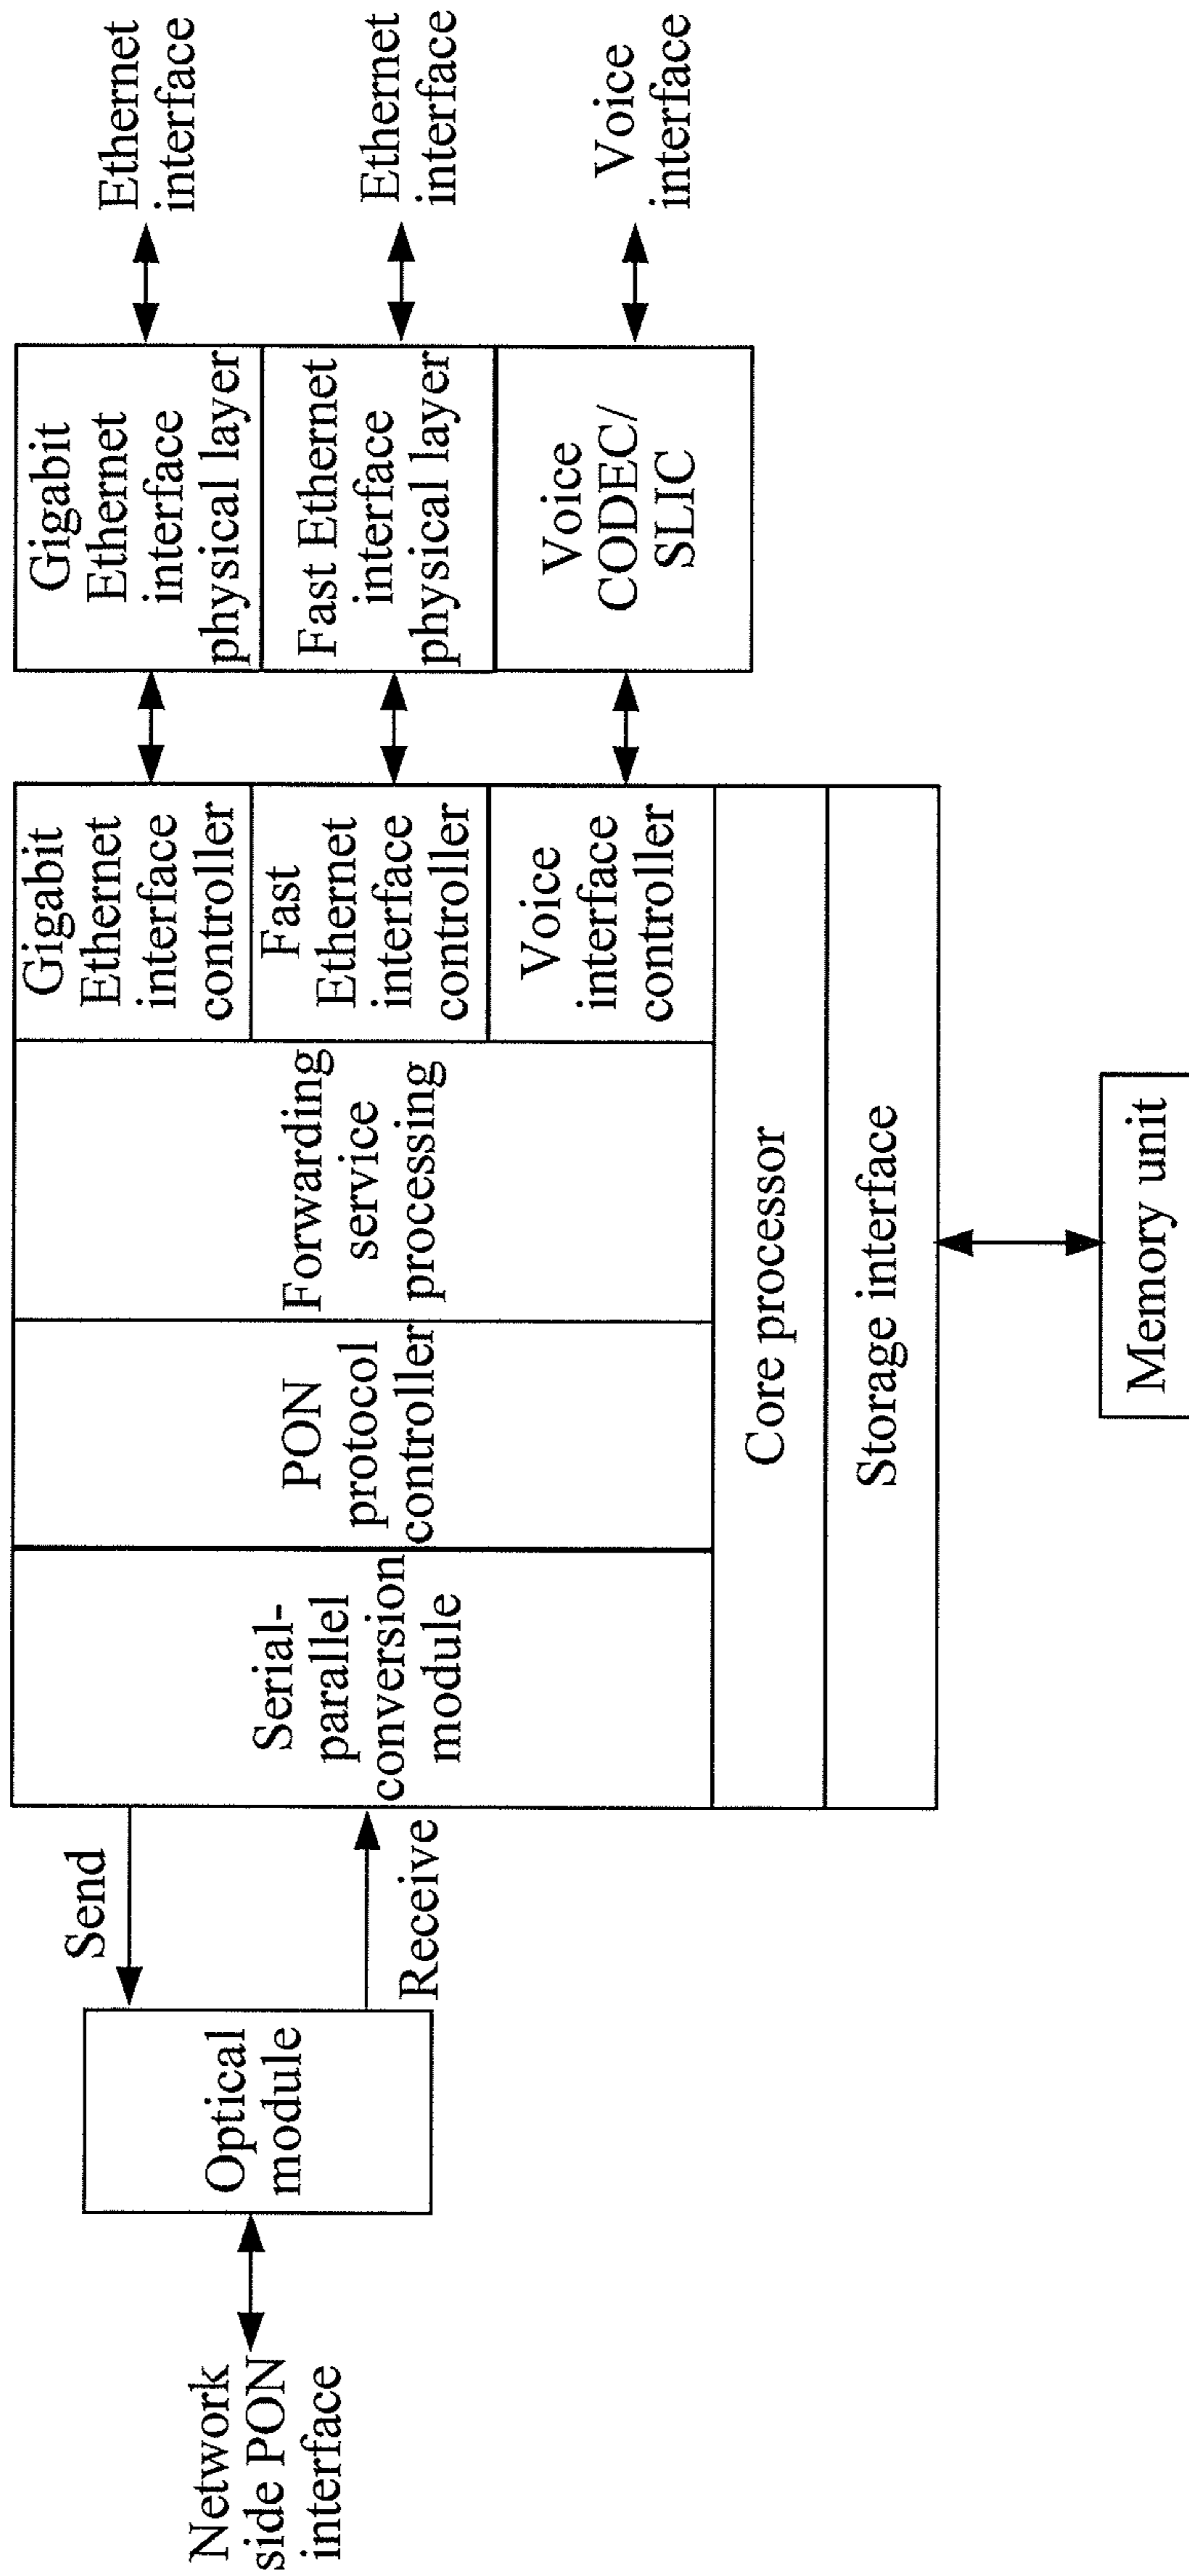 Network
side PON
interface
Optical
module
Send
Receive
Serial-
parallel
conversion
module
PON
protocol
controller
Forwarding
service
processing
Gigabit
Ethernet
interface
controller
Fast
Ethernet
interface
controller
Voice
interface
controller
Core processor
Storage interface
Memory unit
Gigabit
Ethernet
interface
physical layer
Fast Ethernet
interface
physical layer
Voice
CODEC/
SLIC
Ethernet
interface
Ethernet
interface
Voice
interface